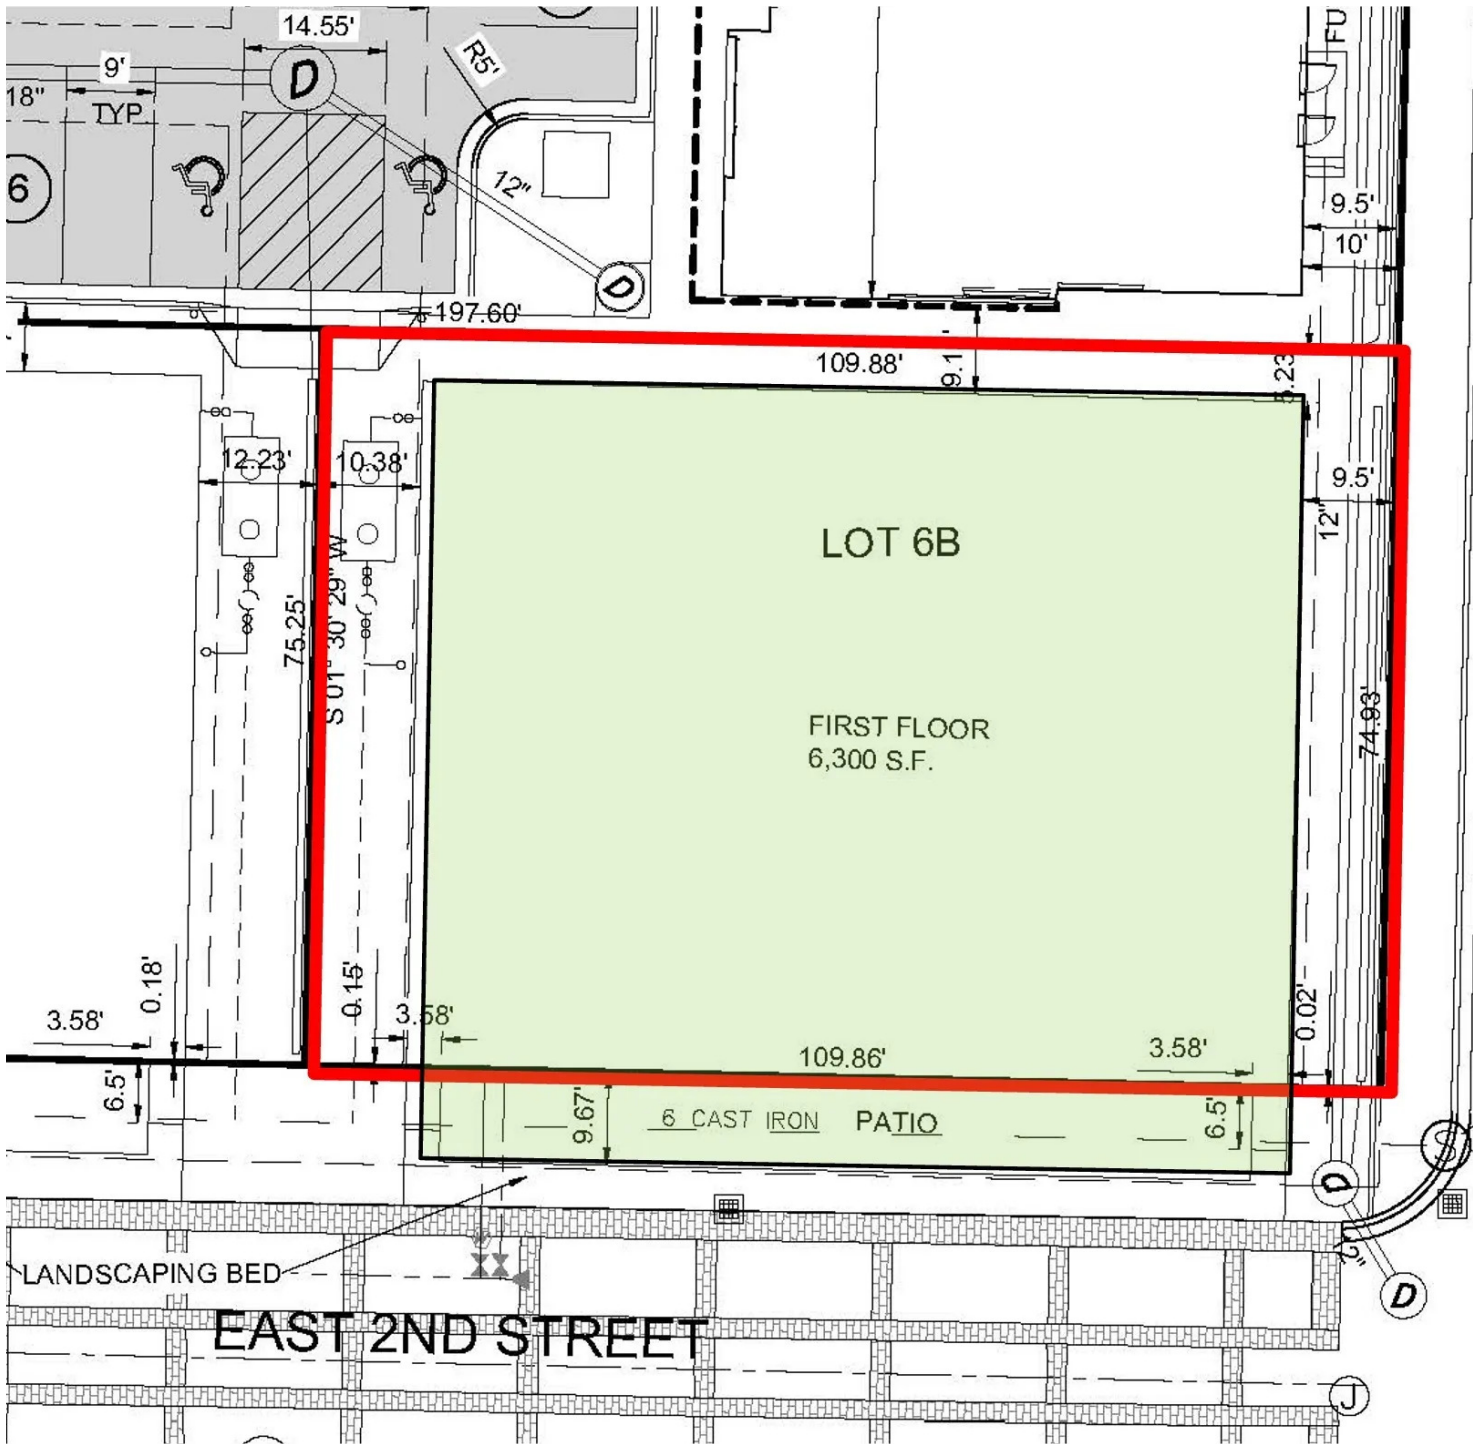 14.55'
R5'
FU
9'
18"
TYP
D
6
12"
9.5'
10'
D
197.60'
109.88'
9.1'
5.23'
12.23'
10.38'
9.5'
12"
LOT 6B
75.25'
S 01° 30' 29" W
FIRST FLOOR
6,300 S.F.
74.93'
0.18'
0.15'
0.02'
3.58'
3.58'
3.58'
109.86'
6.5'
9.67'
6 CAST IRON
PATIO
6.5'
S
D
LANDSCAPING BED
D
EAST 2ND STREET
J